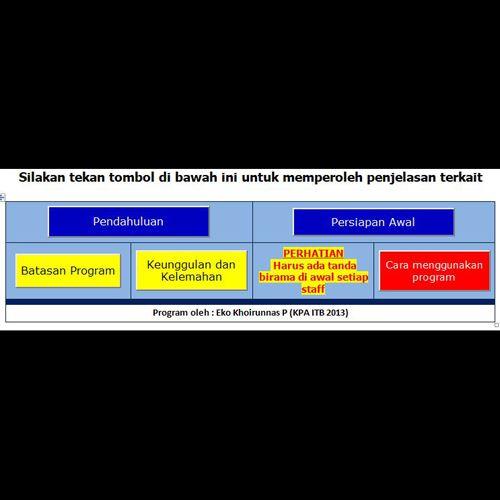 Silakan tekan tombol di bawah ini untuk memperoleh penjelasan terkait
Pendahuluan
Persiapan Awal
Batasan Program
Keunggulan dan
Kelemahan
PERHATIAN
Harus ada tanda
birama di awal setiap
staff
Cara menggunakan
program
Program oleh : Eko Khoirunnas P (KPA ITB 2013)